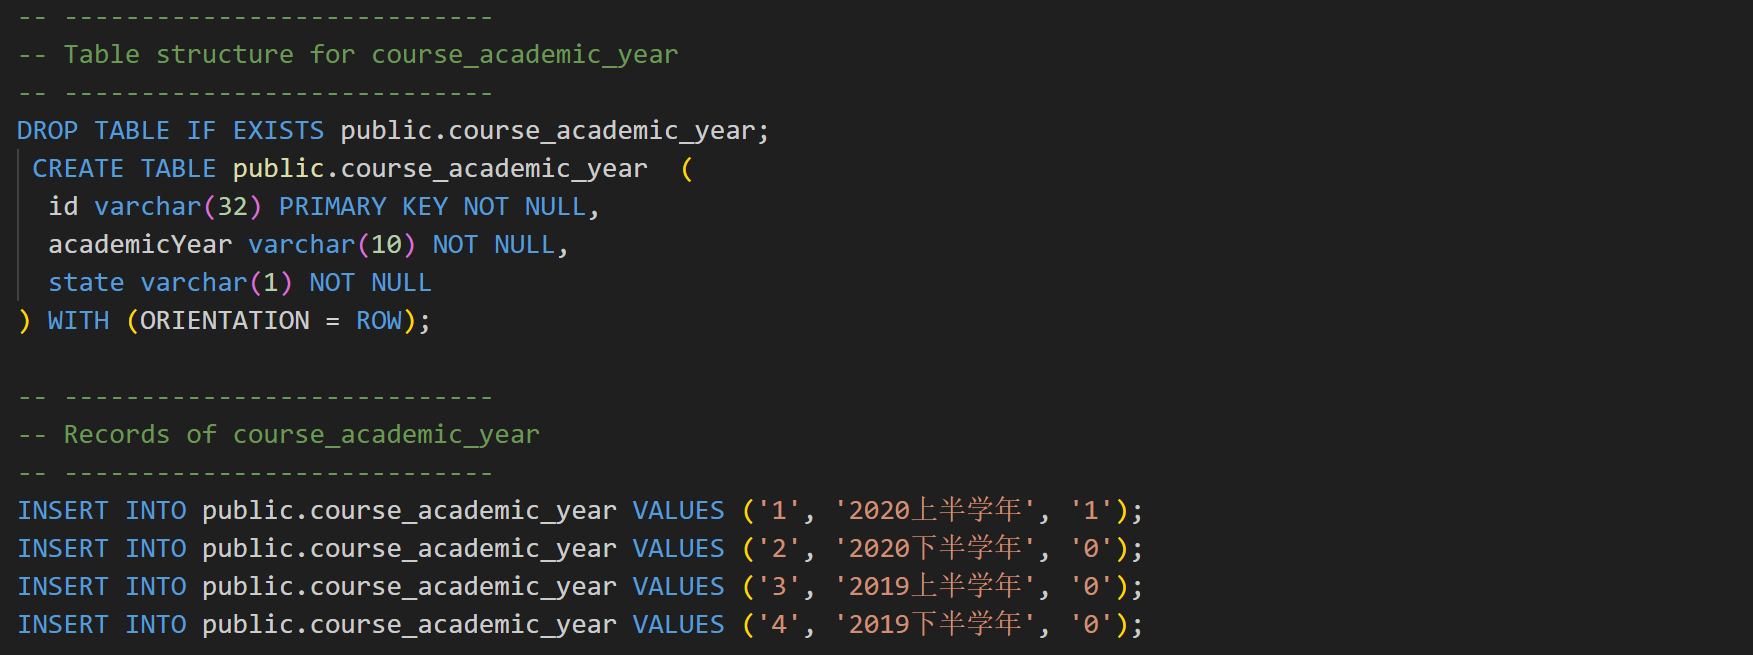 -- ----------------------------
-- Table structure for course_academic_year
-- ----------------------------
DROP TABLE IF EXISTS public.course_academic_year;
 CREATE TABLE public.course_academic_year  (
  id varchar(32) PRIMARY KEY NOT NULL,
  academicYear varchar(10) NOT NULL,
  state varchar(1) NOT NULL
) WITH (ORIENTATION = ROW);

-- ----------------------------
-- Records of course_academic_year
-- ----------------------------
INSERT INTO public.course_academic_year VALUES ('1', '2020上半学年', '1');
INSERT INTO public.course_academic_year VALUES ('2', '2020下半学年', '0');
INSERT INTO public.course_academic_year VALUES ('3', '2019上半学年', '0');
INSERT INTO public.course_academic_year VALUES ('4', '2019下半学年', '0');